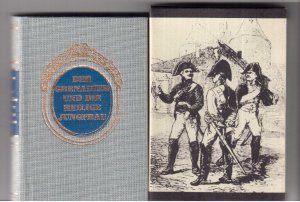 DER
GRENADIER
UND DIE
HEILIGE
JUNGFRAU